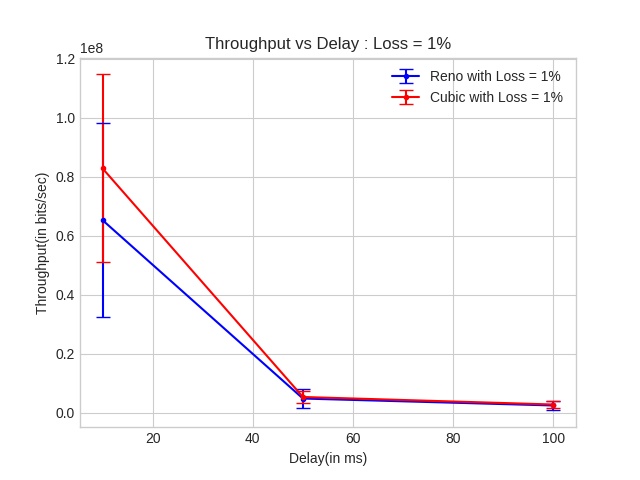 Throughput vs Delay : Loss = 1%
1e8
Reno with Loss = 1%
Cubic with Loss = 1%
1.2
1.0
0.8
0.6
0.4
0.2
0.0
Throughput(in bits/sec)
20 40 60 80 100
Delay(in ms)